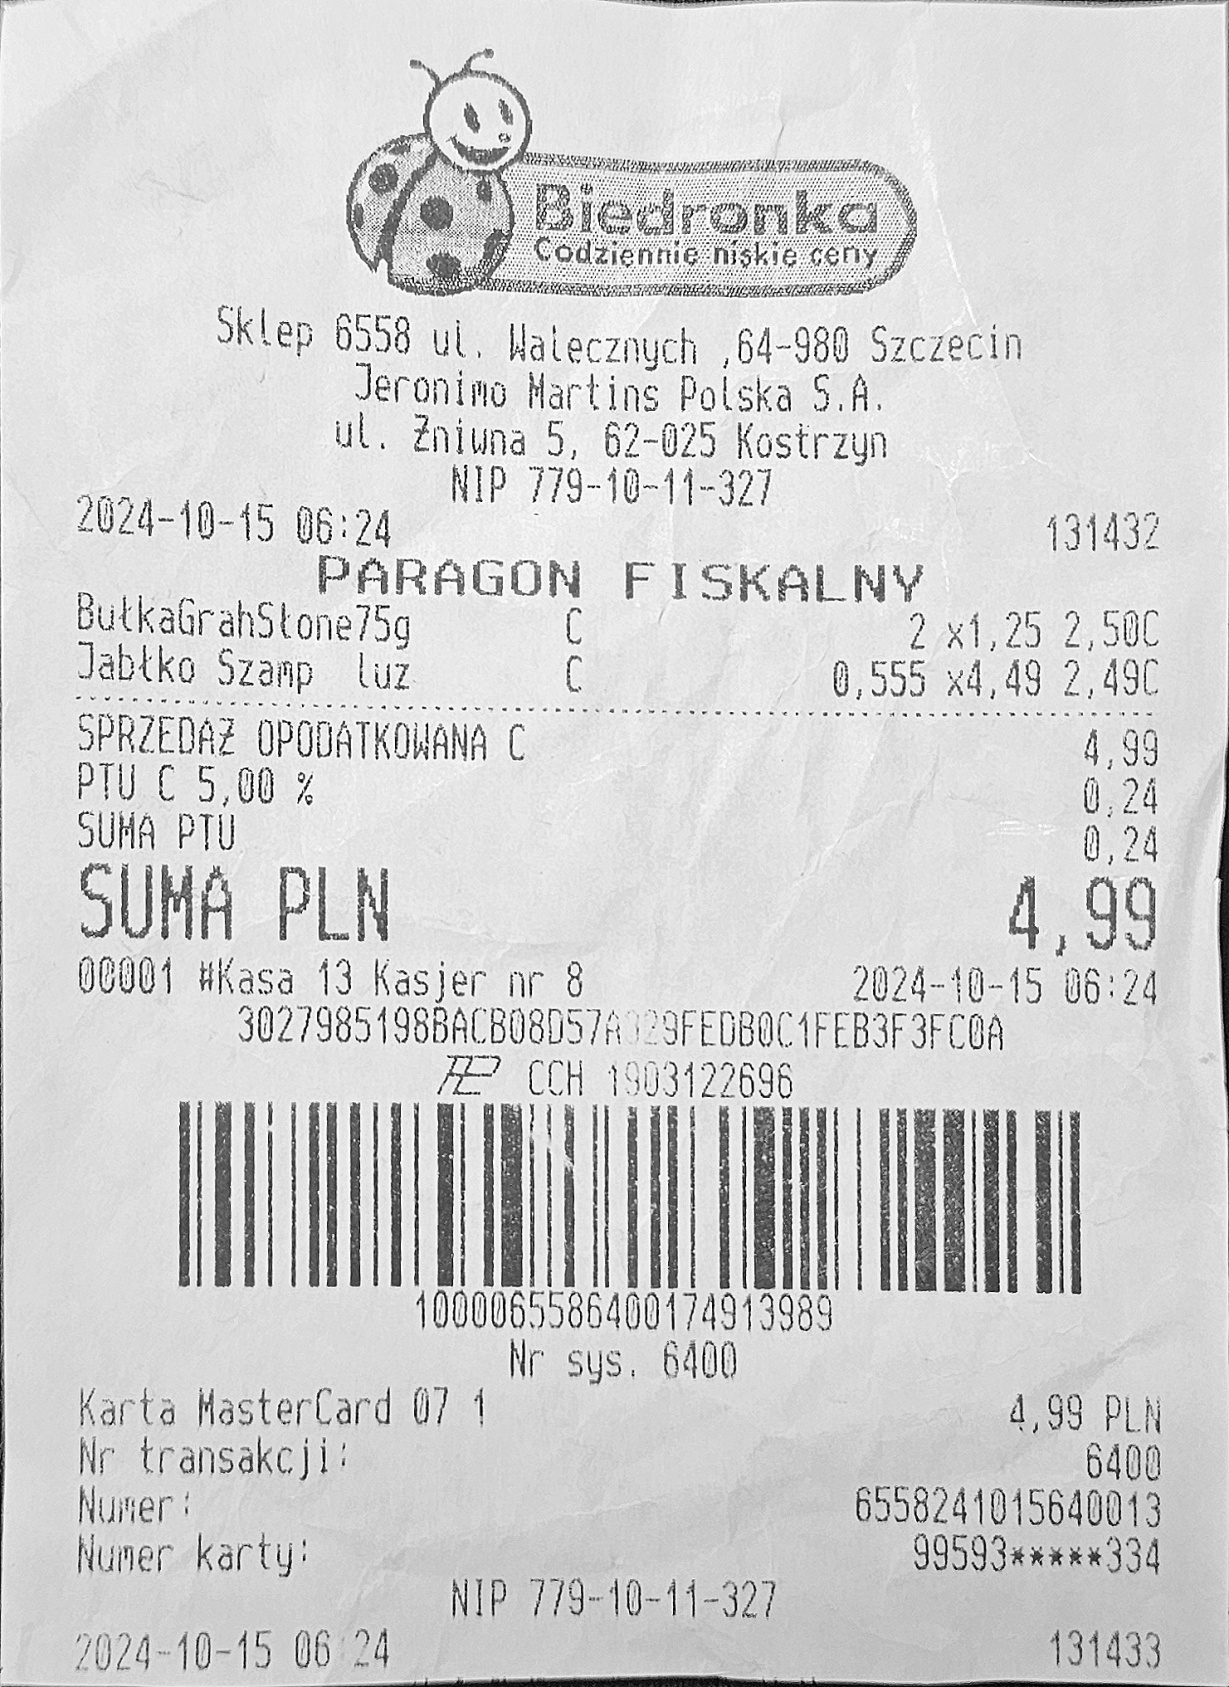 Biedronka
Codziennie niskie ceny
Sklep 6558 ul. Walecznych ,64-980 Szczecin
Jeronimo Martins Polska S.A.
ul. Żniwna 5, 62-025 Kostrzyn
NIP 779-10-11-327
2024-10-15 06:24 131432
PARAGON FISKALNY
BułkaGrahSłone75g C 2 x1,25 2,50C
Jabłko Szamp luz C 0,555 x4,49 2,49C
SPRZEDAŻ OPODATKOWANA C 4,99
PTU C 5,00 % 0,24
SUMA PTU 0,24
SUMA PLN 4,99
00001 #Kasa 13 Kasjer nr 8 2024-10-15 06:24
3027985198BACB08D57A029FEDB0C1FEB3F3FC0A
CCH 1903122696
1000065586400174913989
Nr sys. 6400
Karta MasterCard 07 1 4,99 PLN
Nr transakcji: 6400
Numer: 6558241015640013
Numer karty: 99593*****334
NIP 779-10-11-327
2024-10-15 06 24 131433